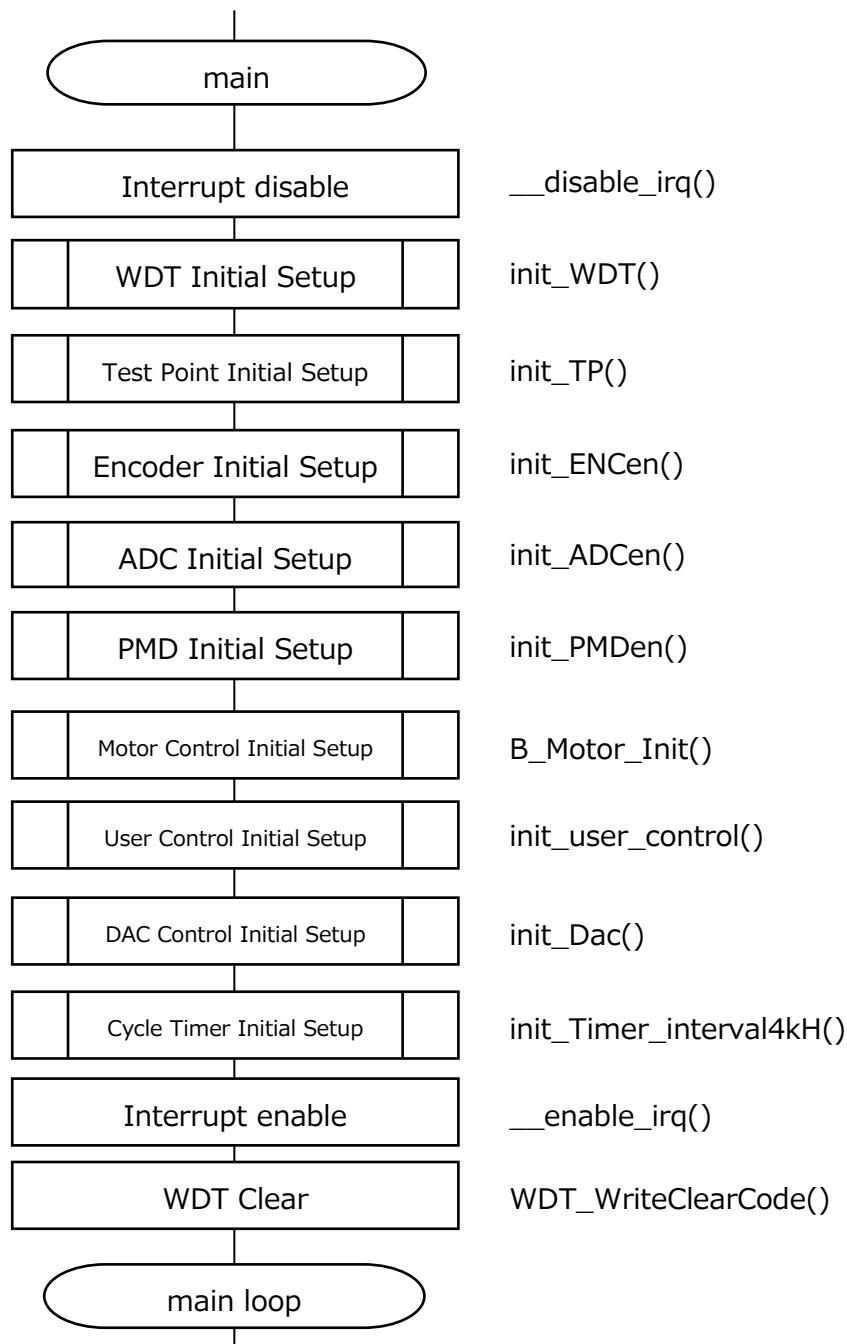 main
Interrupt disable __disable_irq()
WDT Initial Setup init_WDT()
Test Point Initial Setup init_TP()
Encoder Initial Setup init_ENCen()
ADC Initial Setup init_ADCen()
PMD Initial Setup init_PMDen()
Motor Control Initial Setup B_Motor_Init()
User Control Initial Setup init_user_control()
DAC Control Initial Setup init_Dac()
Cycle Timer Initial Setup init_Timer_interval4kH()
Interrupt enable __enable_irq()
WDT Clear WDT_WriteClearCode()
main loop